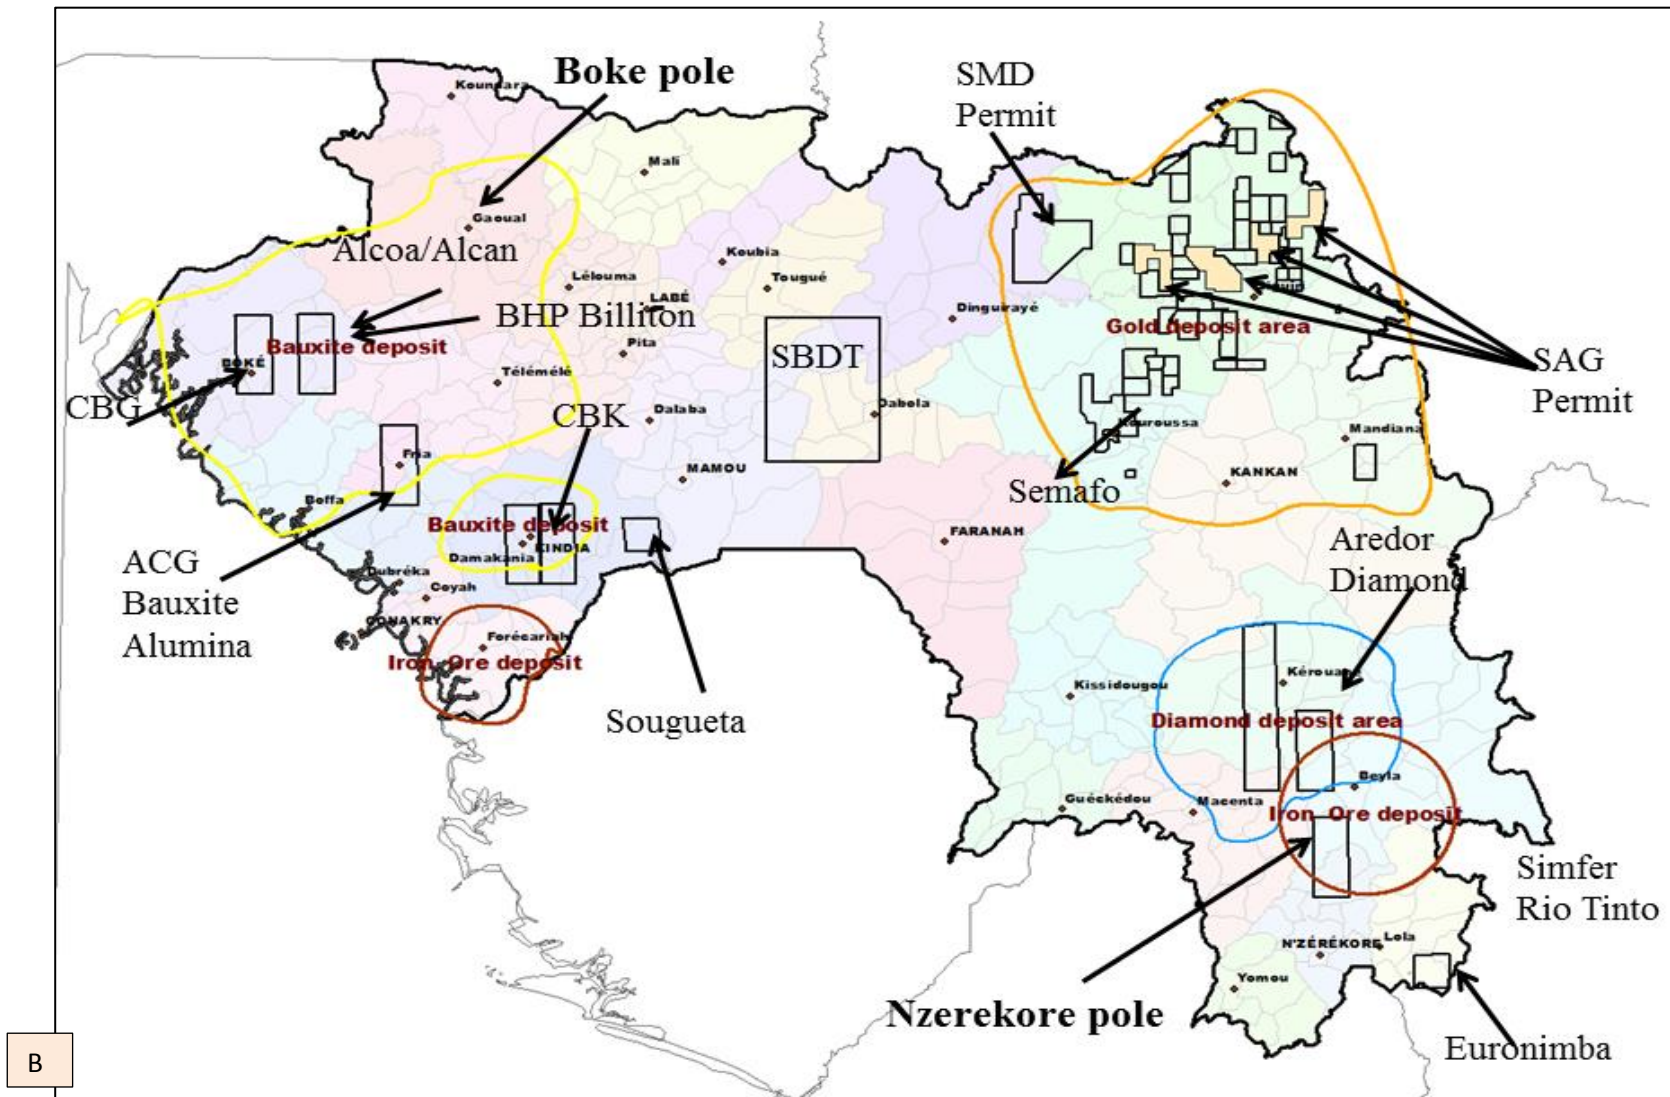 Boke pole
SMD
Permit
Koundara
Mali
Gaoual
Alcoa/Alcan
Koubia
Lélouma
Tougué
LABÉ
BHP Billiton
Dinguirayé
Gold deposit area
Bauxite deposit
Pita
SBDT
BOKÉ
Télémélé
SAG
Permit
CBG
CBK
Dalaba
Dabola
Kouroussa
Mandiana
Fria
MAMOU
KANKAN
Semafo
Boffa
Bauxite deposit
Damakania
KINDIA
FARANAH
Aredor
Diamond
ACG
Bauxite
Alumina
Dubréka
Coyah
CONAKRY
Forécariah
Iron Ore deposit
Kissidougou
Kérouané
Sougueta
Diamond deposit area
Beyla
Guéckédou
Macenta
Iron Ore deposit
Simfer
Rio Tinto
N'ZÉRÉKORE
Lola
Yomou
Nzerekore pole
Euronimba
B